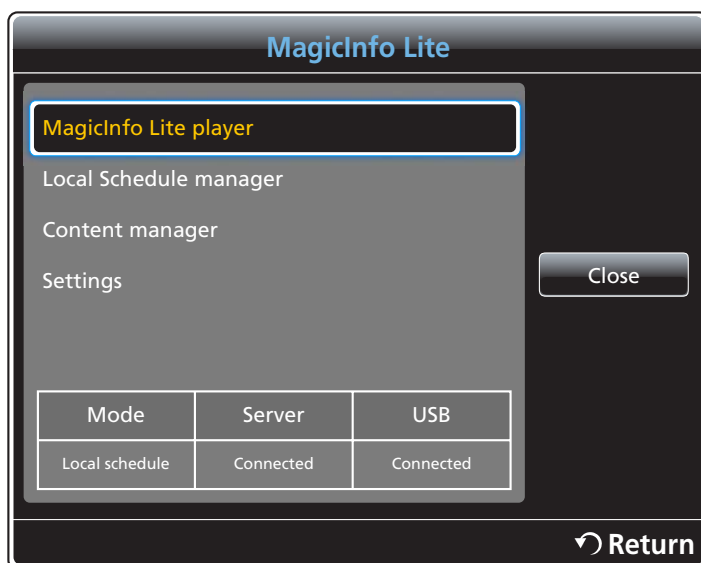 MagicInfo Lite
MagicInfo Lite player
Local Schedule manager
Content manager
Settings
Close
Mode Server USB
Local schedule Connected Connected
Return